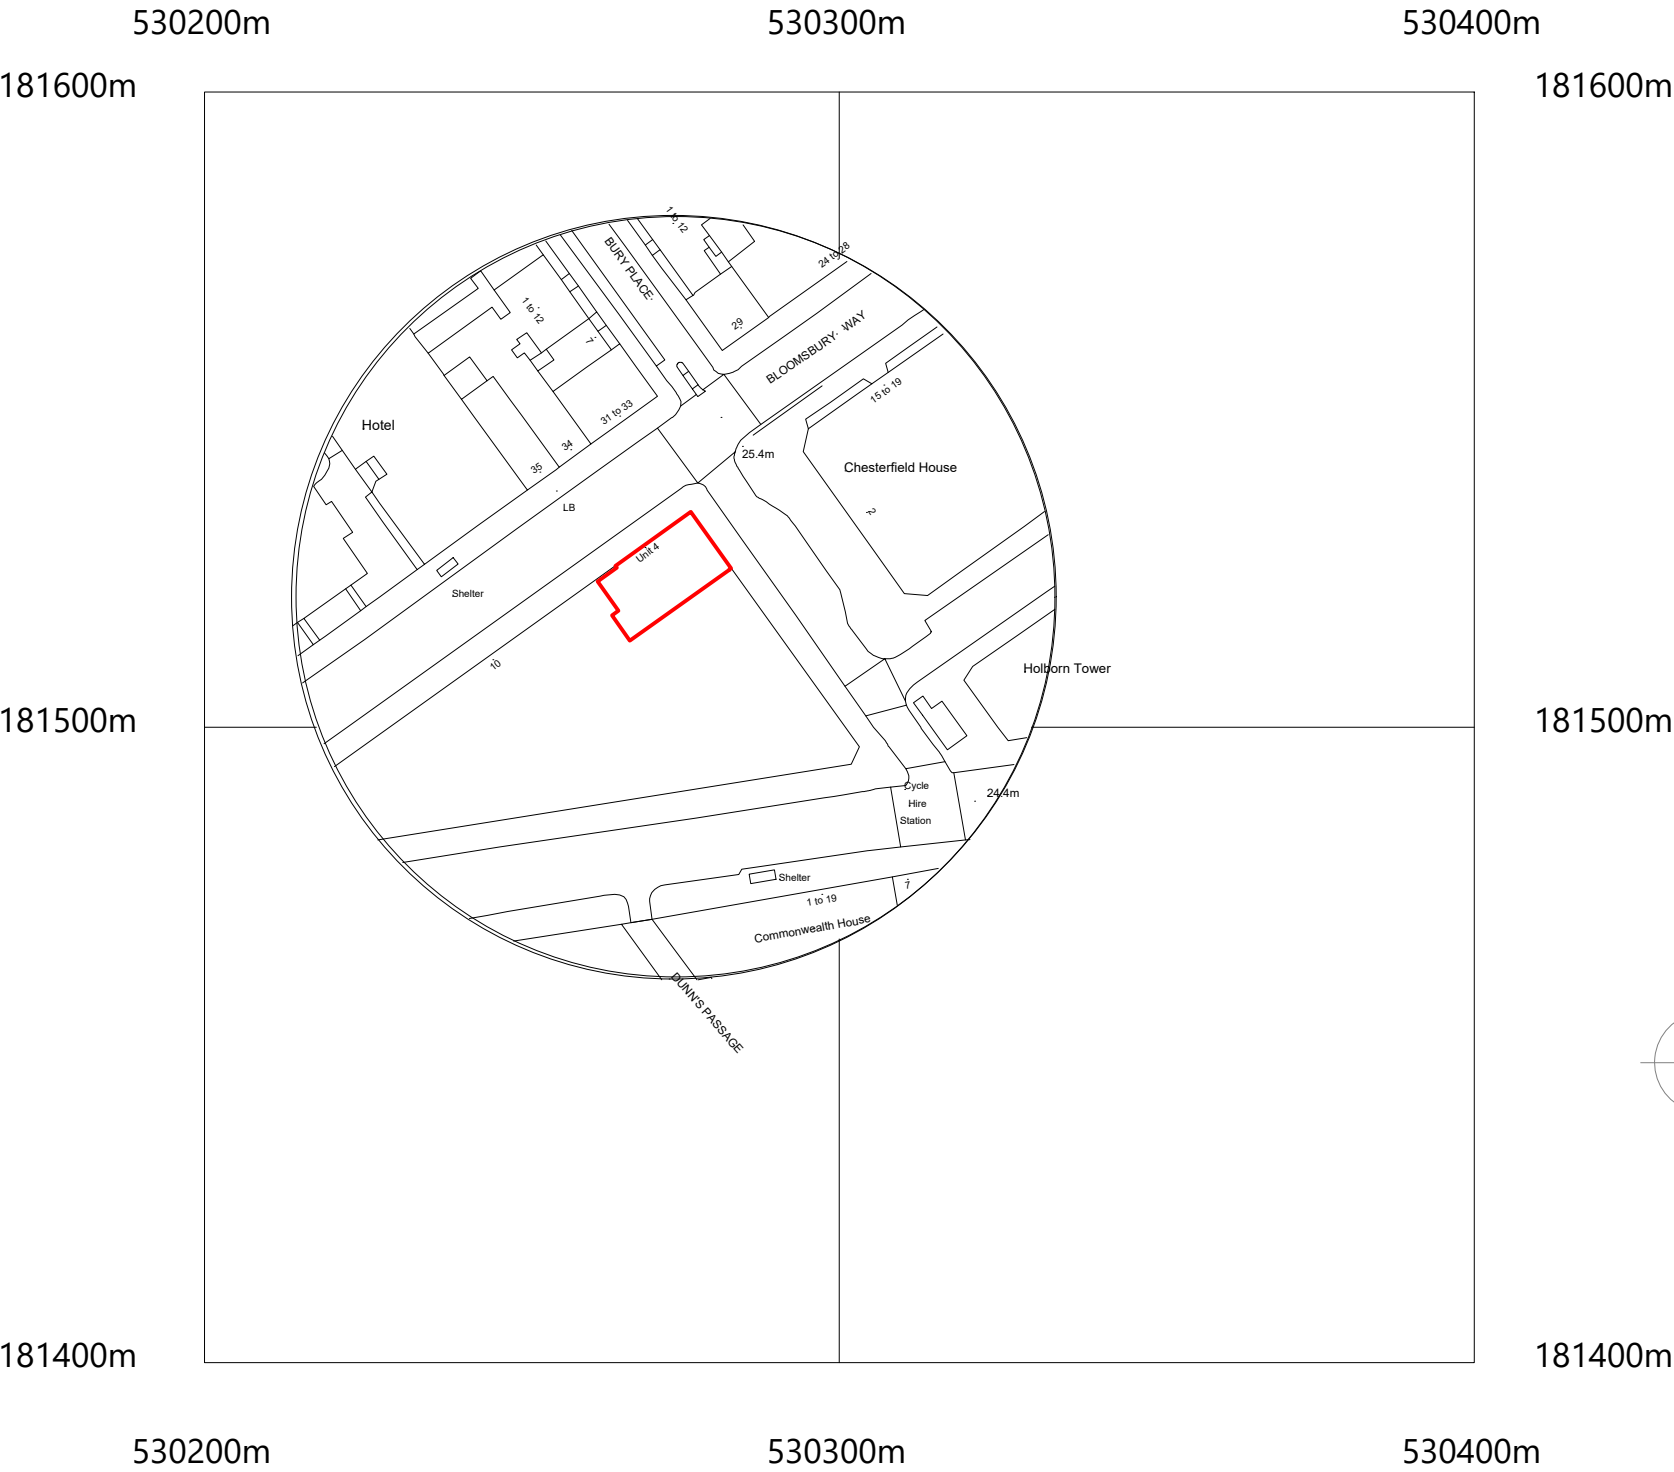 530200m 530300m 530400m
181600m 181600m
1 to 12
BURY PLACE
24 to 28
1 to 12
29
7
BLOOMSBURY WAY
15 to 19
31 to 33
Hotel
34
35
25.4m
Chesterfield House
LB
2
Unit 4
Shelter
10
Holborn Tower
181500m 181500m
Cycle
Hire
Station
24.4m
Shelter
7
1 to 19
Commonwealth House
DUNN'S PASSAGE
181400m 181400m
530200m 530300m 530400m